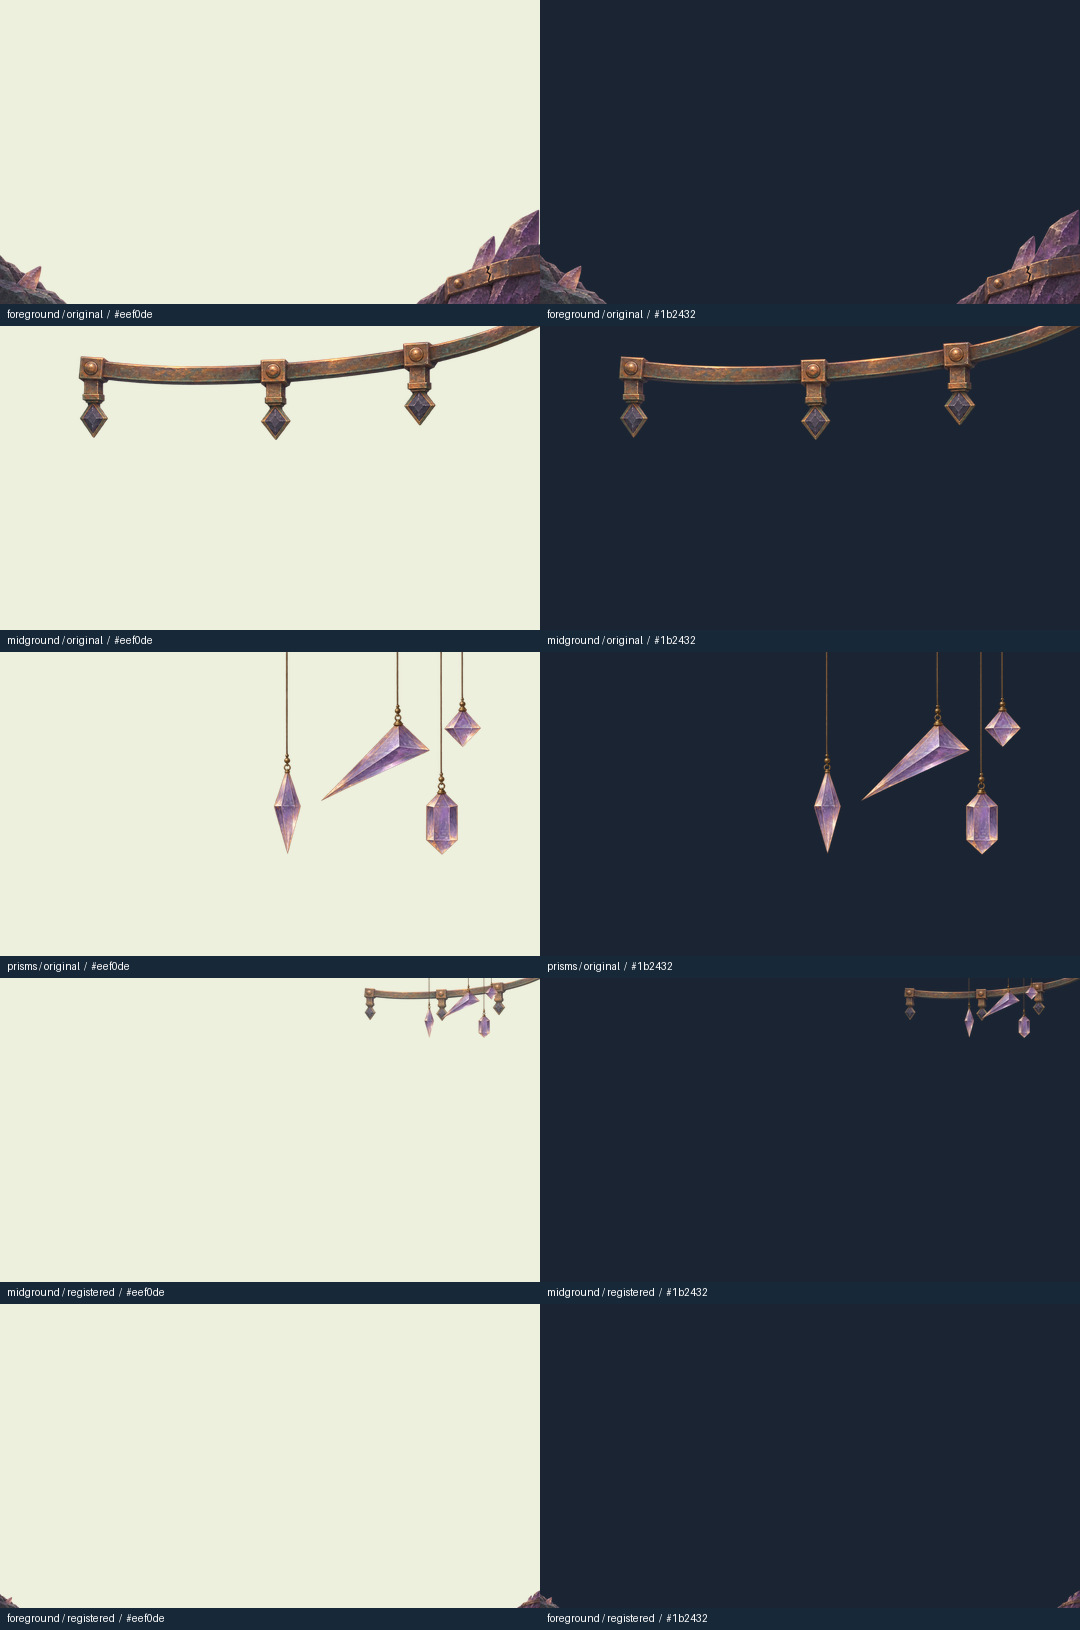 foreground / original / #eef0de
foreground / original / #1b2432
midground / original / #eef0de
midground / original / #1b2432
prisms / original / #eef0de
prisms / original / #1b2432
midground / registered / #eef0de
midground / registered / #1b2432
foreground / registered / #eef0de
foreground / registered / #1b2432